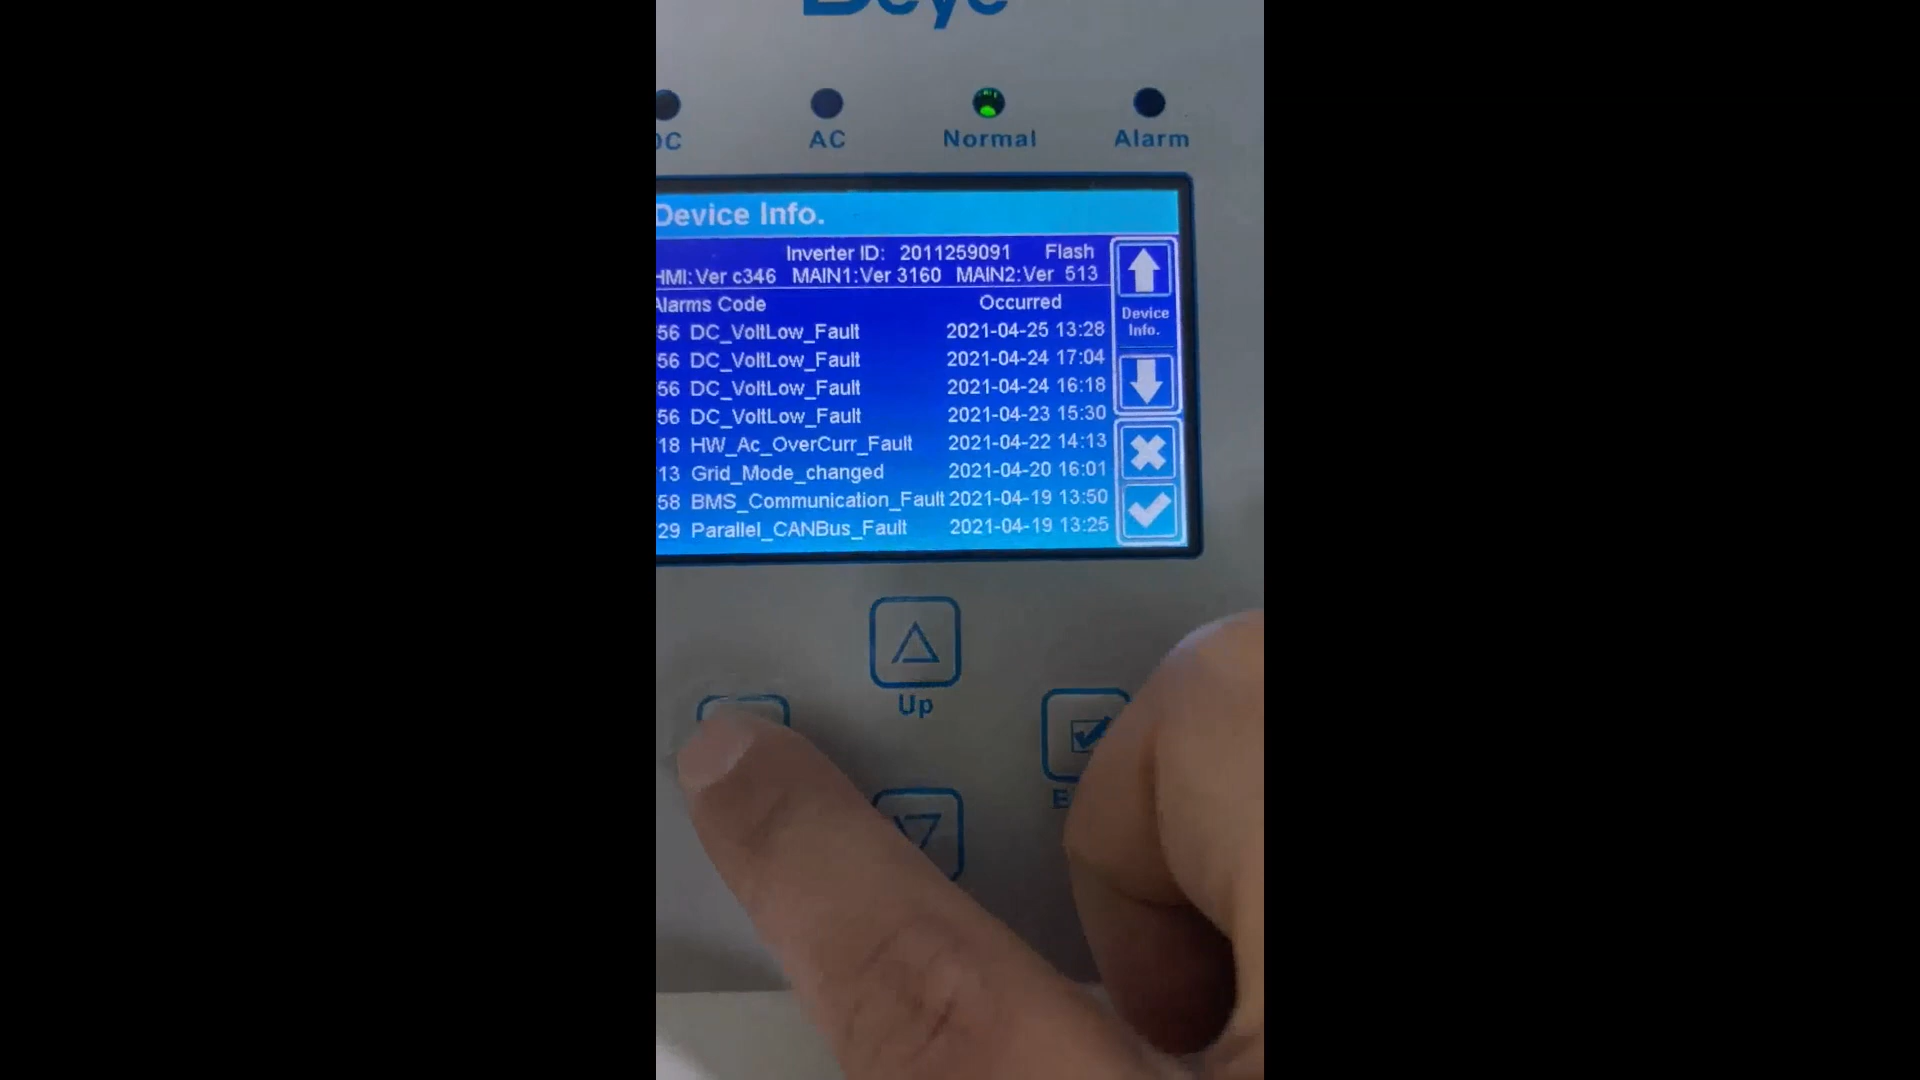 Deye
DC AC Normal Alarm
Device Info.
Inverter ID: 2011259091 Flash
HMI: Ver c346 MAIN1:Ver 3160 MAIN2:Ver 513
Alarms Code Occurred
56 DC_VoltLow_Fault 2021-04-25 13:28
56 DC_VoltLow_Fault 2021-04-24 17:04
56 DC_VoltLow_Fault 2021-04-24 16:18
56 DC_VoltLow_Fault 2021-04-23 15:30
18 HW_Ac_OverCurr_Fault 2021-04-22 14:13
13 Grid_Mode_changed 2021-04-20 16:01
58 BMS_Communication_Fault 2021-04-19 13:50
29 Parallel_CANBus_Fault 2021-04-19 13:25
Device
Info.
Up